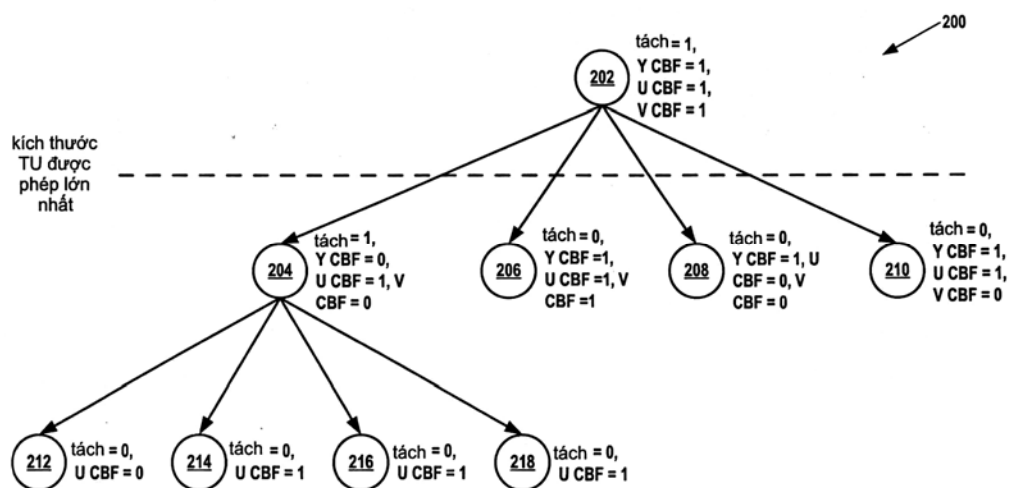 200
tách = 1,
202
Y CBF = 1,
U CBF = 1,
V CBF = 1
kích thước
TU được
phép lớn
nhất
204
tách = 1,
Y CBF = 0,
U CBF = 1, V
CBF = 0
206
tách = 0,
Y CBF =1,
U CBF =1, V
CBF =1
208
tách = 0,
Y CBF = 1, U
CBF = 0, V
CBF = 0
210
tách = 0,
Y CBF = 1,
U CBF = 1,
V CBF = 0
212
tách = 0,
U CBF = 0
214
tách = 0,
U CBF = 1
216
tách = 0,
U CBF = 1
218
tách = 0,
U CBF = 1